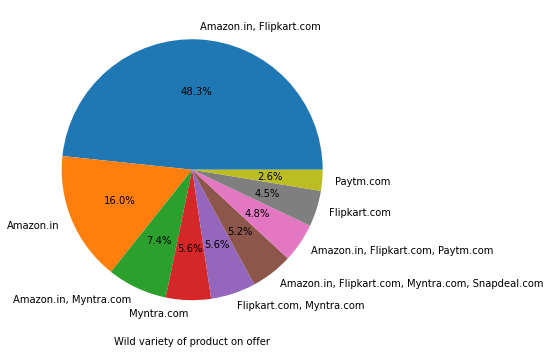 Amazon.in, Flipkart.com
48.3%
16.0%
Amazon.in
7.4%
Amazon.in, Myntra.com
5.6%
Myntra.com
5.6%
Flipkart.com, Myntra.com
5.2%
Amazon.in, Flipkart.com, Myntra.com, Snapdeal.com
4.8%
Amazon.in, Flipkart.com, Paytm.com
4.5%
Flipkart.com
2.6%
Paytm.com
Wild variety of product on offer